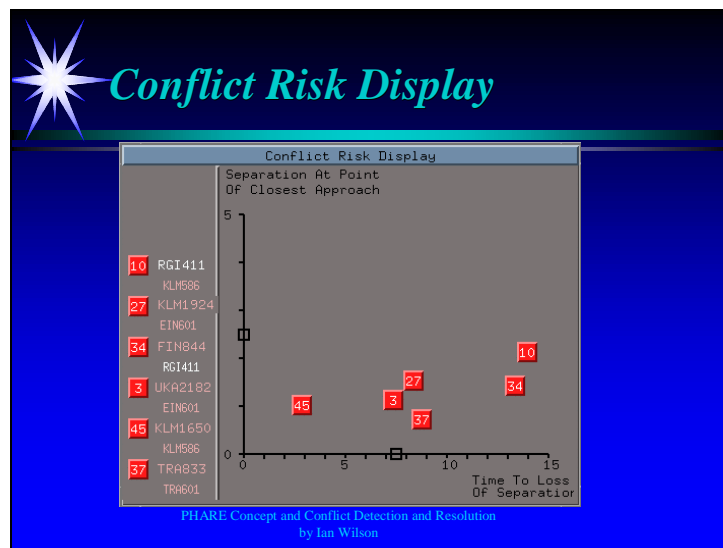 Conflict Risk Display
Conflict Risk Display
Separation At Point
Of Closest Approach
5
10 RGI411
KLM586
27 KLM1924
EIN601
34 FIN844
RGI411
3 UKA2182
EIN601
45 KLM1650
KLM586
37 TRA833
TRA601
10
27
34
3
45
37
0
0
5
10
15
Time To Loss
Of Separation
PHARE Concept and Conflict Detection and Resolution
by Ian Wilson